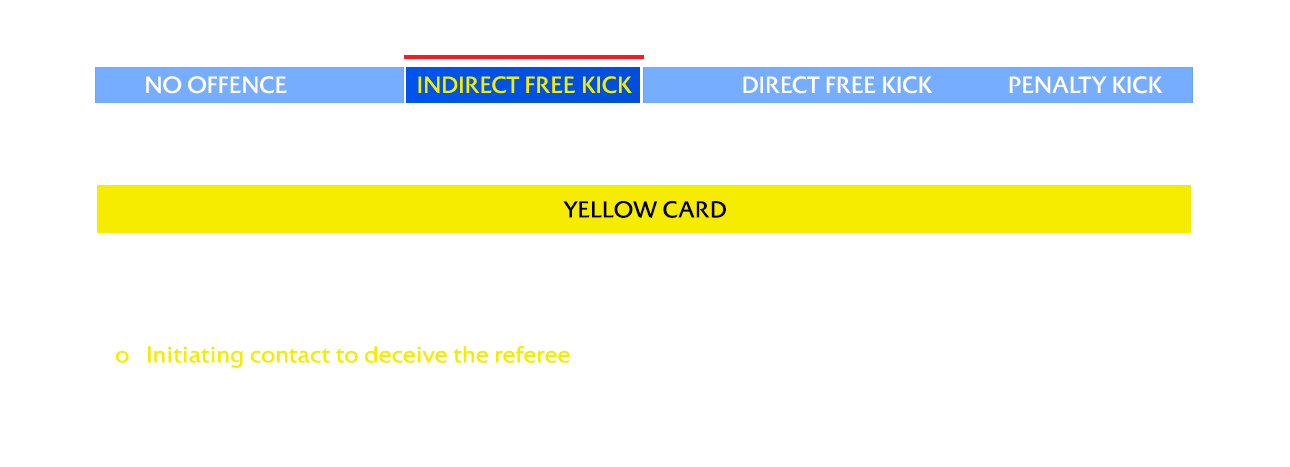 NO OFFENCE INDIRECT FREE KICK DIRECT FREE KICK PENALTY KICK
YELLOW CARD
o Initiating contact to deceive the referee